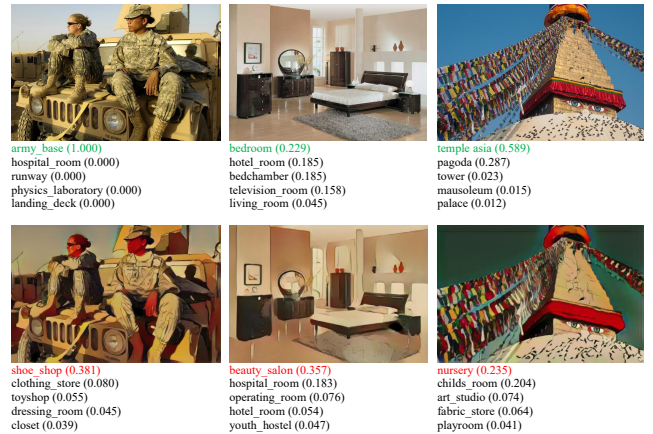 army_base (1.000)
hospital_room (0.000)
runway (0.000)
physics_laboratory (0.000)
landing_deck (0.000)
bedroom (0.229)
hotel_room (0.185)
bedchamber (0.185)
television_room (0.158)
living_room (0.045)
temple asia (0.589)
pagoda (0.287)
tower (0.023)
mausoleum (0.015)
palace (0.012)
shoe_shop (0.381)
clothing_store (0.080)
toyshop (0.055)
dressing_room (0.045)
closet (0.039)
beauty_salon (0.357)
hospital_room (0.183)
operating_room (0.076)
hotel_room (0.054)
youth_hostel (0.047)
nursery (0.235)
childs_room (0.204)
art_studio (0.074)
fabric_store (0.064)
playroom (0.041)